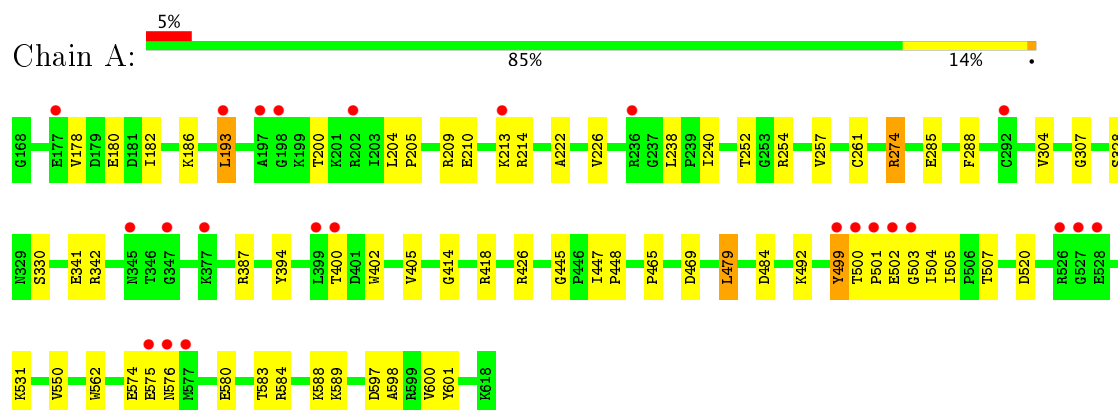 5%
Chain A:
85%
14%
G168 E177 V178 D179 E180 D181 I182 K186 L193 A197 G198 K199 T200 K201 R202 I203 L204 P205 R209 E210 K213 R214 A222 V226 R236 G237 L238 P239 I240 T252 G253 R254 V257 C261 R274 E285 F288 G292 V304 G307 S328
N329 S330 E341 R342 N345 T346 G347 K377 R387 Y394 L399 T400 D401 W402 V405 G414 R418 R426 G445 P446 I447 P448 P465 D469 L479 D484 K492 Y499 T500 P501 E502 G503 I504 I505 P506 T507 D520 R526 G527 E528
K531 V550 W562 E574 E575 N576 M577 E580 T583 R584 K588 K589 D597 A598 R599 V600 Y601 K618